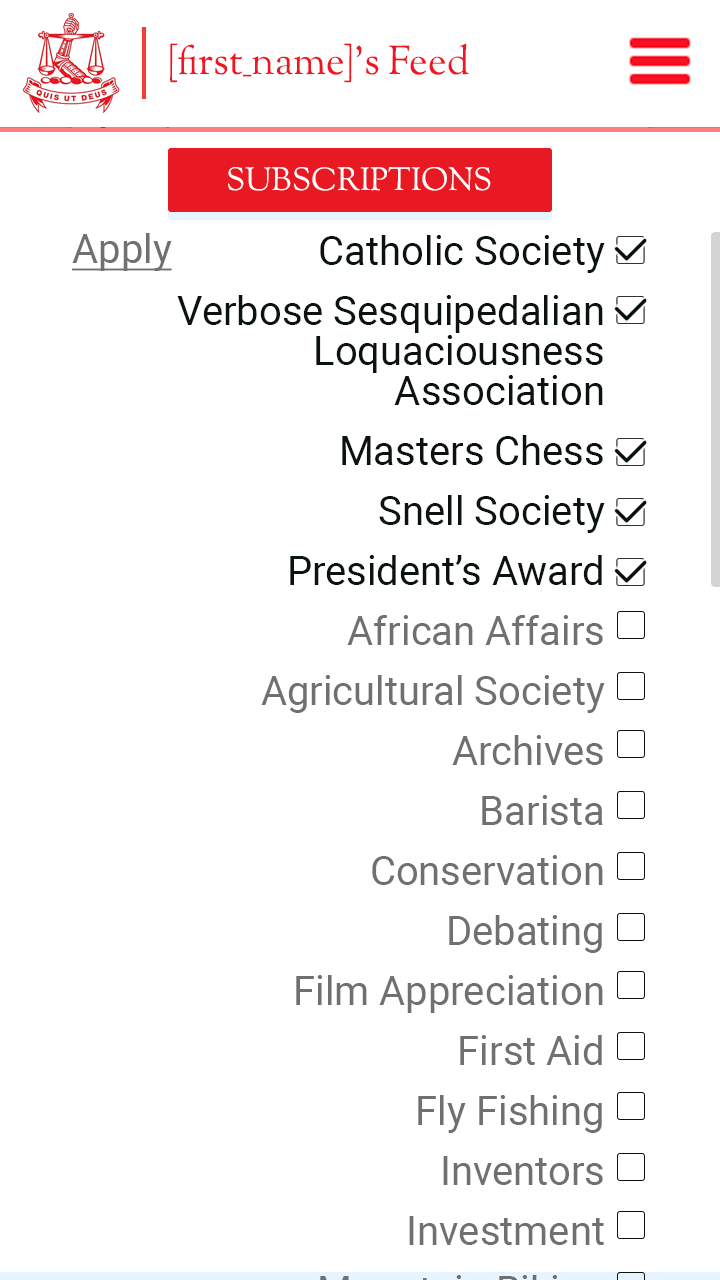 QUIS UT DEUS
[first_name]’s Feed
SUBSCRIPTIONS
Apply
Catholic Society
Verbose Sesquipedalian
Loquaciousness
Association
Masters Chess
Snell Society
President’s Award
African Affairs
Agricultural Society
Archives
Barista
Conservation
Debating
Film Appreciation
First Aid
Fly Fishing
Inventors
Investment